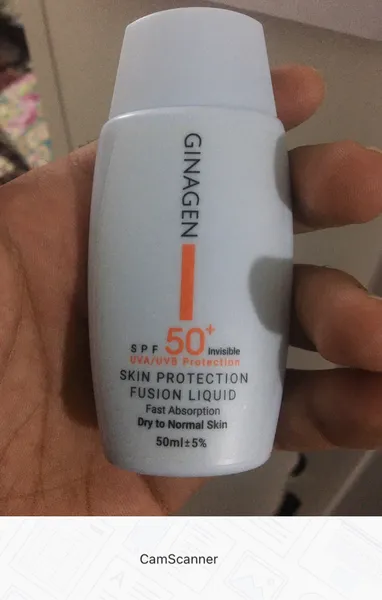 GINAGEN
SPF 50+ Invisible
UVA/UVB Protection
SKIN PROTECTION
FUSION LIQUID
Fast Absorption
Dry to Normal Skin
50ml±5%
CamScanner